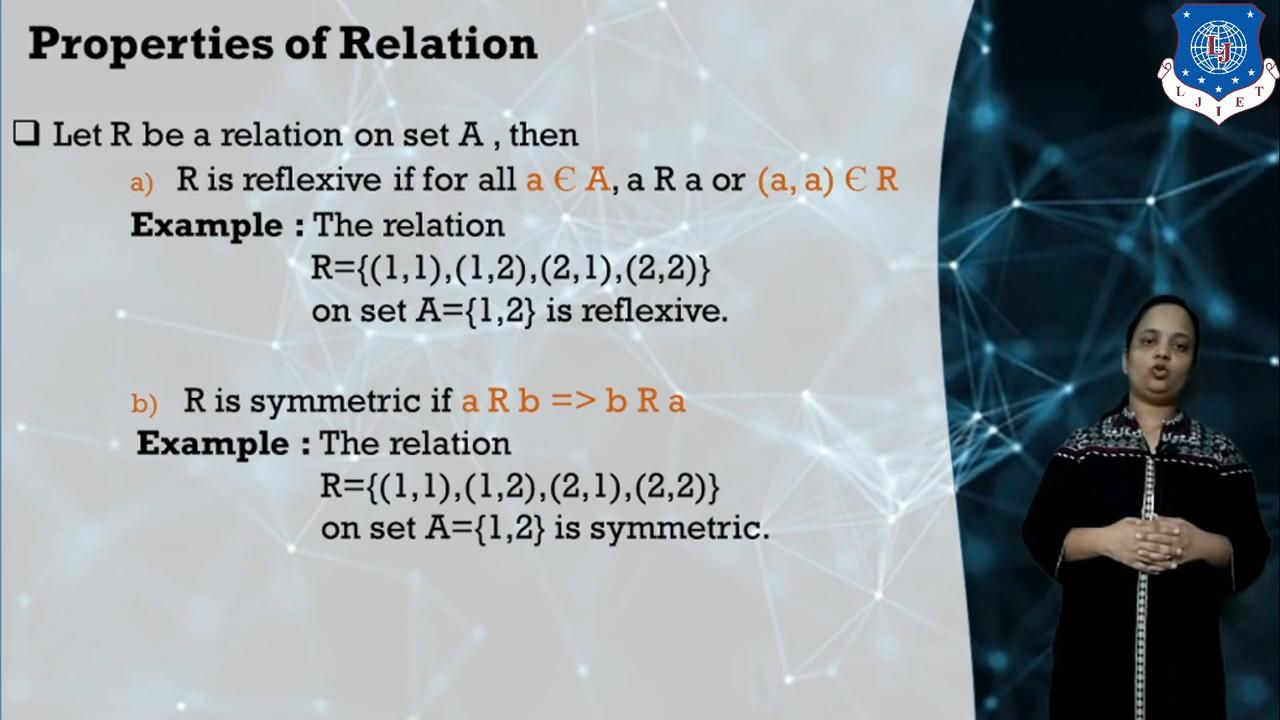 Properties of Relation
❑ Let R be a relation on set A , then
a) R is reflexive if for all a Є A, a R a or (a, a) Є R
Example : The relation
R={(1,1),(1,2),(2,1),(2,2)}
on set A={1,2} is reflexive.
b) R is symmetric if a R b => b R a
Example : The relation
R={(1,1),(1,2),(2,1),(2,2)}
on set A={1,2} is symmetric.
LJ
LJIET